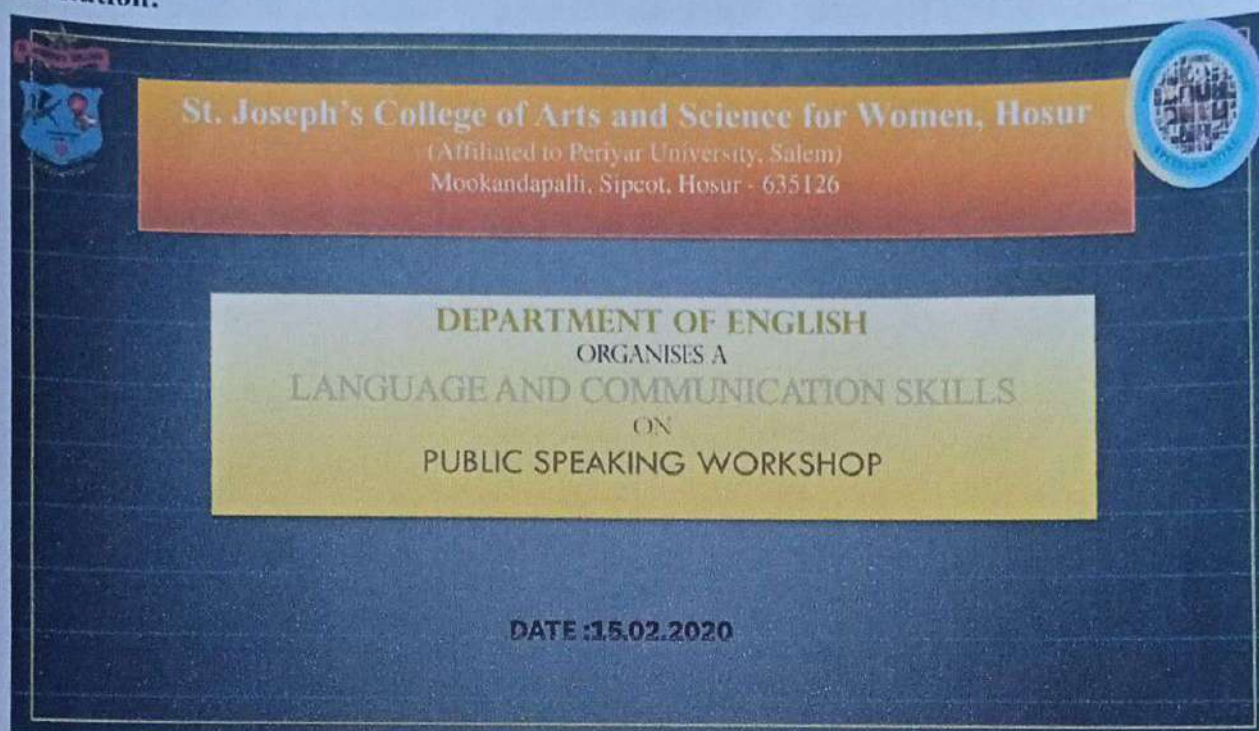 St. Joseph's College of Arts and Science for Women, Hosur
(Affiliated to Periyar University, Salem)
Mookandapalli, Sipcot, Hosur - 635126
DEPARTMENT OF ENGLISH
ORGANISES A
LANGUAGE AND COMMUNICATION SKILLS
ON
PUBLIC SPEAKING WORKSHOP
DATE :15.02.2020